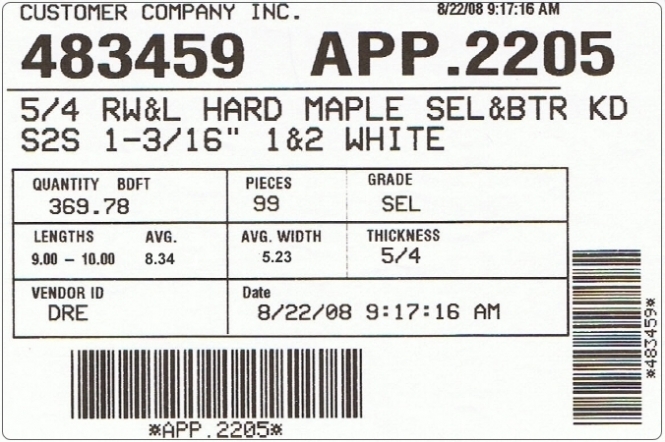 CUSTOMER COMPANY INC. 8/22/08 9:17:16 AM
483459 APP.2205
5/4 RW&L HARD MAPLE SEL&BTR KD
S2S 1-3/16" 1&2 WHITE
QUANTITY BDFT PIECES GRADE
369.78 99 SEL
LENGTHS AVG. AVG. WIDTH THICKNESS
9.00 – 10.00 8.34 5.23 5/4
VENDOR ID Date
DRE 8/22/08 9:17:16 AM
*483459*
*APP.2205*